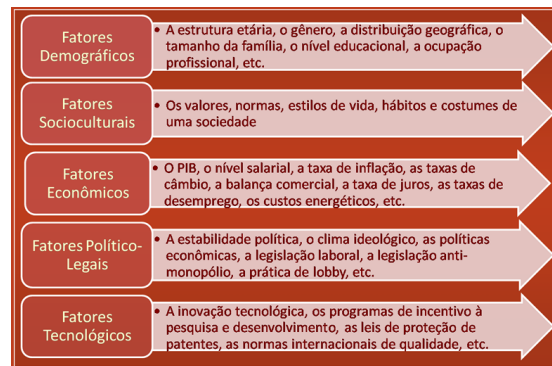 Fatores
Demográficos
• A estrutura etária, o gênero, a distribuição geográfica, o
tamanho da família, o nível educacional, a ocupação
profissional, etc.
Fatores
Socioculturais
• Os valores, normas, estilos de vida, hábitos e costumes de
uma sociedade
Fatores
Econômicos
• O PIB, o nível salarial, a taxa de inflação, as taxas de
câmbio, a balança comercial, a taxa de juros, as taxas de
desemprego, os custos energéticos, etc.
Fatores Político-
Legais
• A estabilidade política, o clima ideológico, as políticas
econômicas, a legislação laboral, a legislação anti-
monopólio, a prática de lobby, etc.
Fatores
Tecnológicos
• A inovação tecnológica, os programas de incentivo à
pesquisa e desenvolvimento, as leis de proteção de
patentes, as normas internacionais de qualidade, etc.